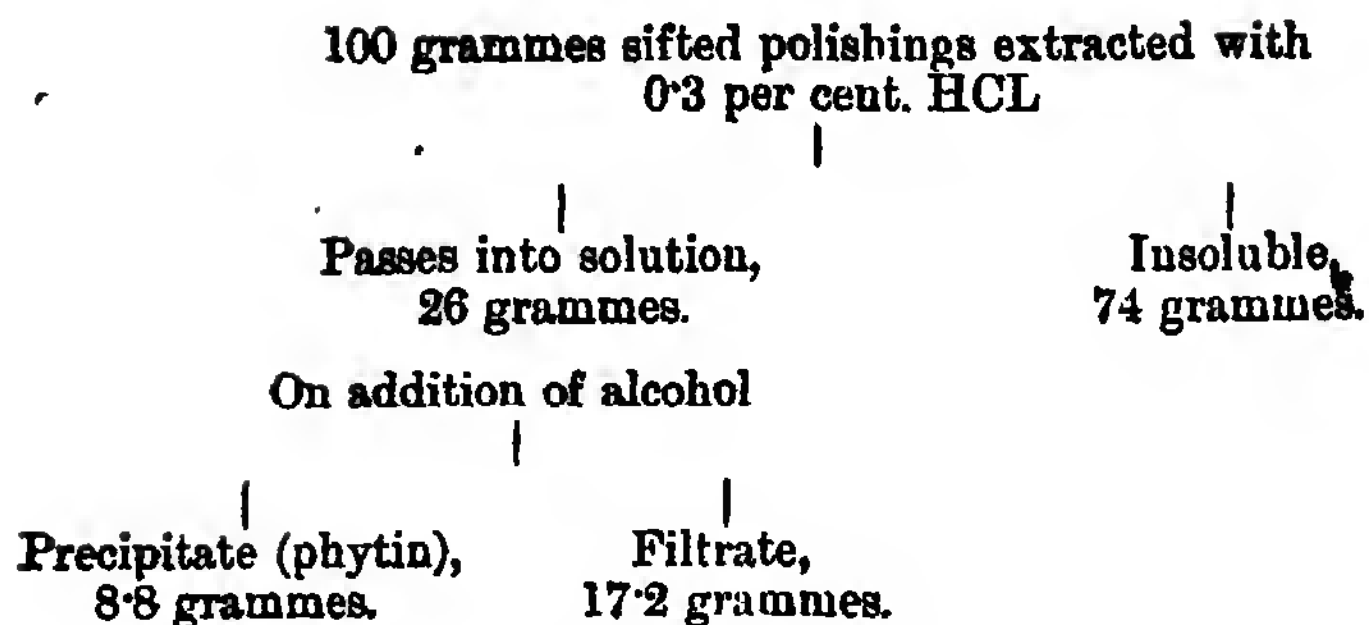 100 grammes sifted polishings extracted with
0·3 per cent. HCL
Passes into solution,
26 grammes.
Insoluble,
74 grammes.
On addition of alcohol
Precipitate (phytin),
8·8 grammes.
Filtrate,
17·2 grammes.